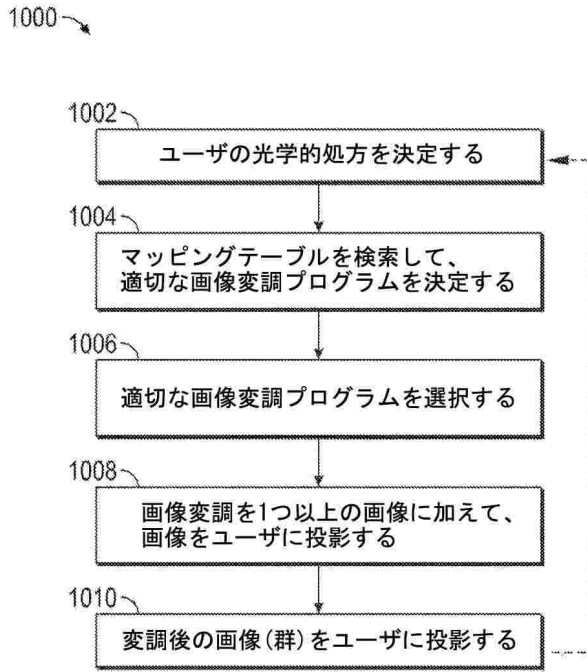 1000
1002
ユーザの光学的処方を決定する
1004
マッピングテーブルを検索して、
適切な画像変調プログラムを決定する
1006
適切な画像変調プログラムを選択する
1008
画像変調を1つ以上の画像に加えて、
画像をユーザに投影する
1010
変調後の画像(群)をユーザに投影する